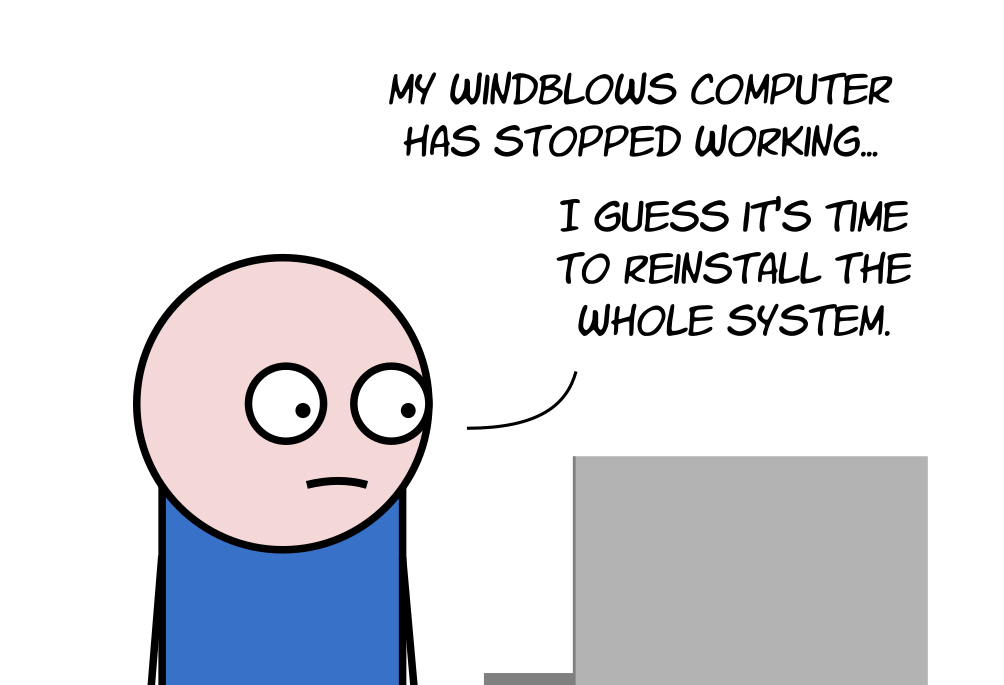 MY WINDBLOWS COMPUTER
HAS STOPPED WORKING...
I GUESS IT'S TIME
TO REINSTALL THE
WHOLE SYSTEM.